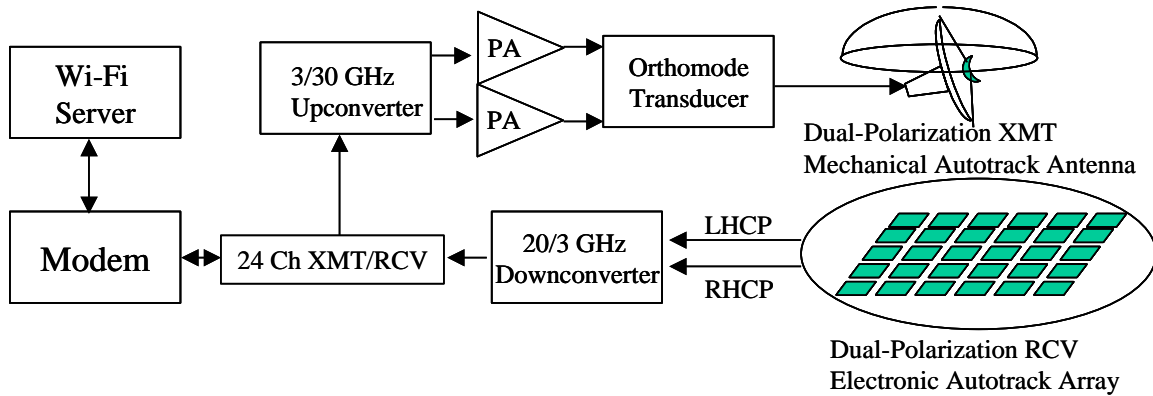 Wi-Fi
Server
3/30 GHz
Upconverter
PA
PA
Orthomode
Transducer
Dual-Polarization XMT
Mechanical Autotrack Antenna
Modem
24 Ch XMT/RCV
20/3 GHz
Downconverter
LHCP
RHCP
Dual-Polarization RCV
Electronic Autotrack Array